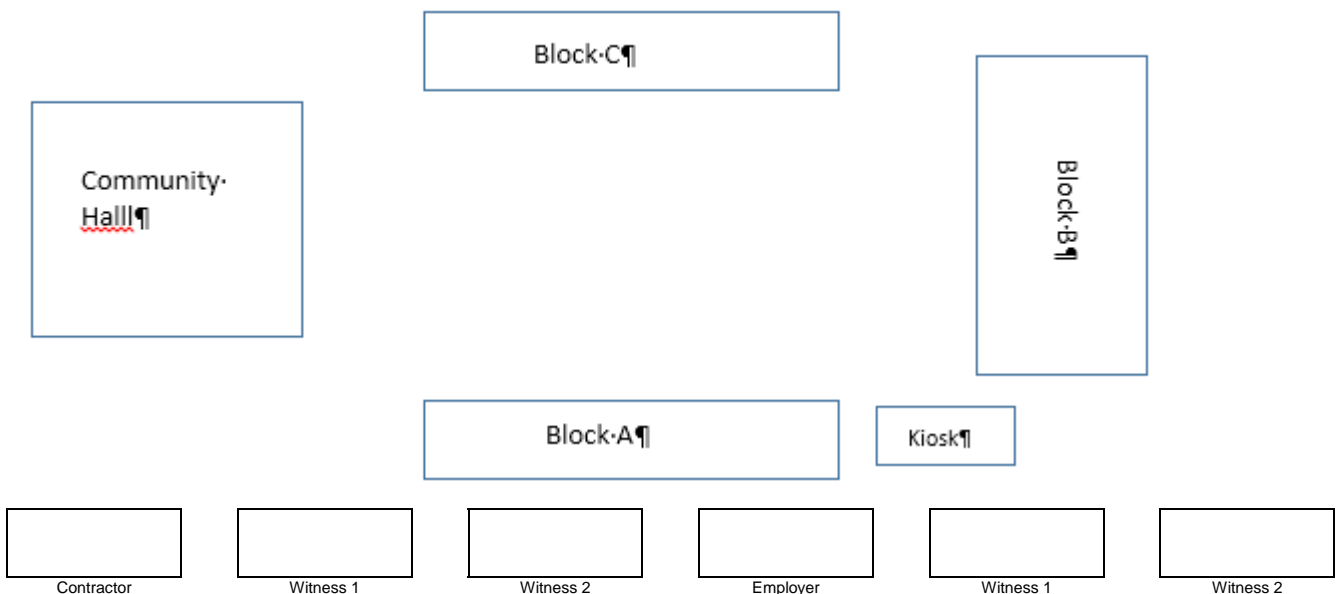 Block·C¶
Community·
Halll¶
Block·B¶
Block·A¶
Kiosk¶
Contractor
Witness 1
Witness 2
Employer
Witness 1
Witness 2